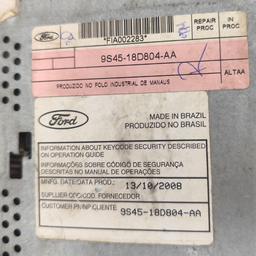 Ford
*FIA002283*
REPAIR PROC
IN PROC
9S45-18D804-AA
PRODUZIDO NO POLO INDUSTRIAL DE MANAUS
ALTAA
Ford
MADE IN BRAZIL
PRODUZIDO NO BRASIL
INFORMATION ABOUT KEYCODE SECURITY DESCRIBED
ON OPERATION GUIDE
INFORMAÇÕES SOBRE CÓDIGO DE SEGURANÇA
DESCRITAS NO MANUAL DE OPERAÇÕES
MNFG. DATE/DATA PROD.: 13/10/2008
SUPPLIER COD/COD. FORNECEDOR:
CUSTOMER PN/NP CLIENTE 9S45-18D804-AA